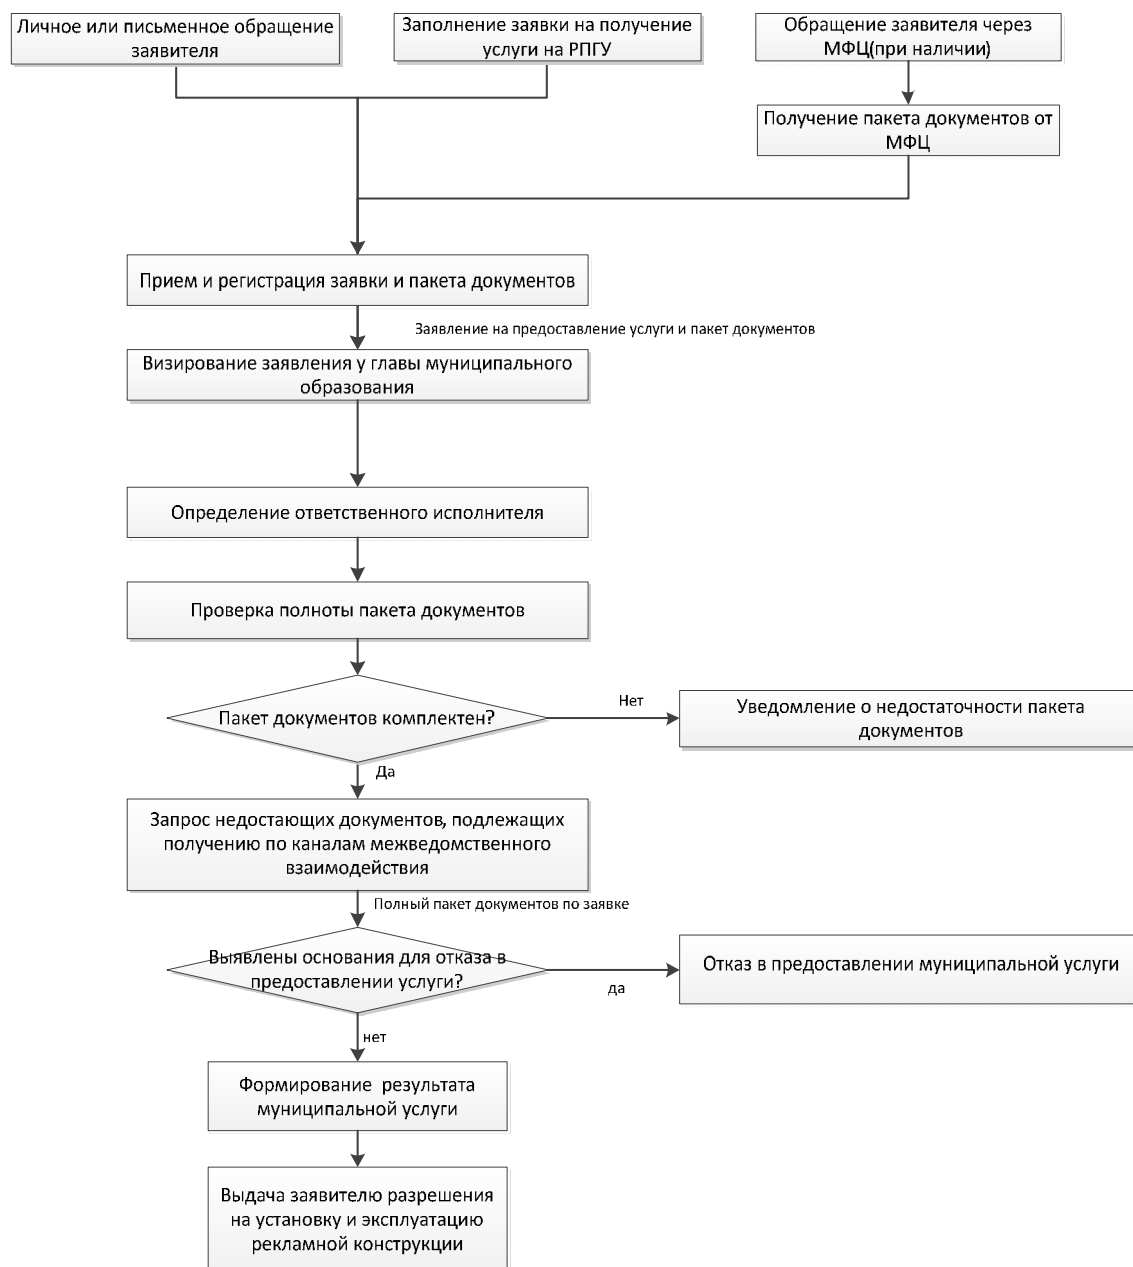 Личное или письменное обращение
заявителя
Заполнение заявки на получение
услуги на РПГУ
Обращение заявителя через
МФЦ(при наличии)
Получение пакета документов от
МФЦ
Прием и регистрация заявки и пакета документов
Заявление на предоставление услуги и пакет документов
Визирование заявления у главы муниципального
образования
Определение ответственного исполнителя
Проверка полноты пакета документов
Пакет документов комплектен?
Нет
Уведомление о недостаточности пакета
документов
Да
Запрос недостающих документов, подлежащих
получению по каналам межведомственного
взаимодействия
Полный пакет документов по заявке
Выявлены основания для отказа в
предоставлении услуги?
да
Отказ в предоставлении муниципальной услуги
нет
Формирование  результата
муниципальной услуги
Выдача заявителю разрешения
на установку и эксплуатацию
рекламной конструкции